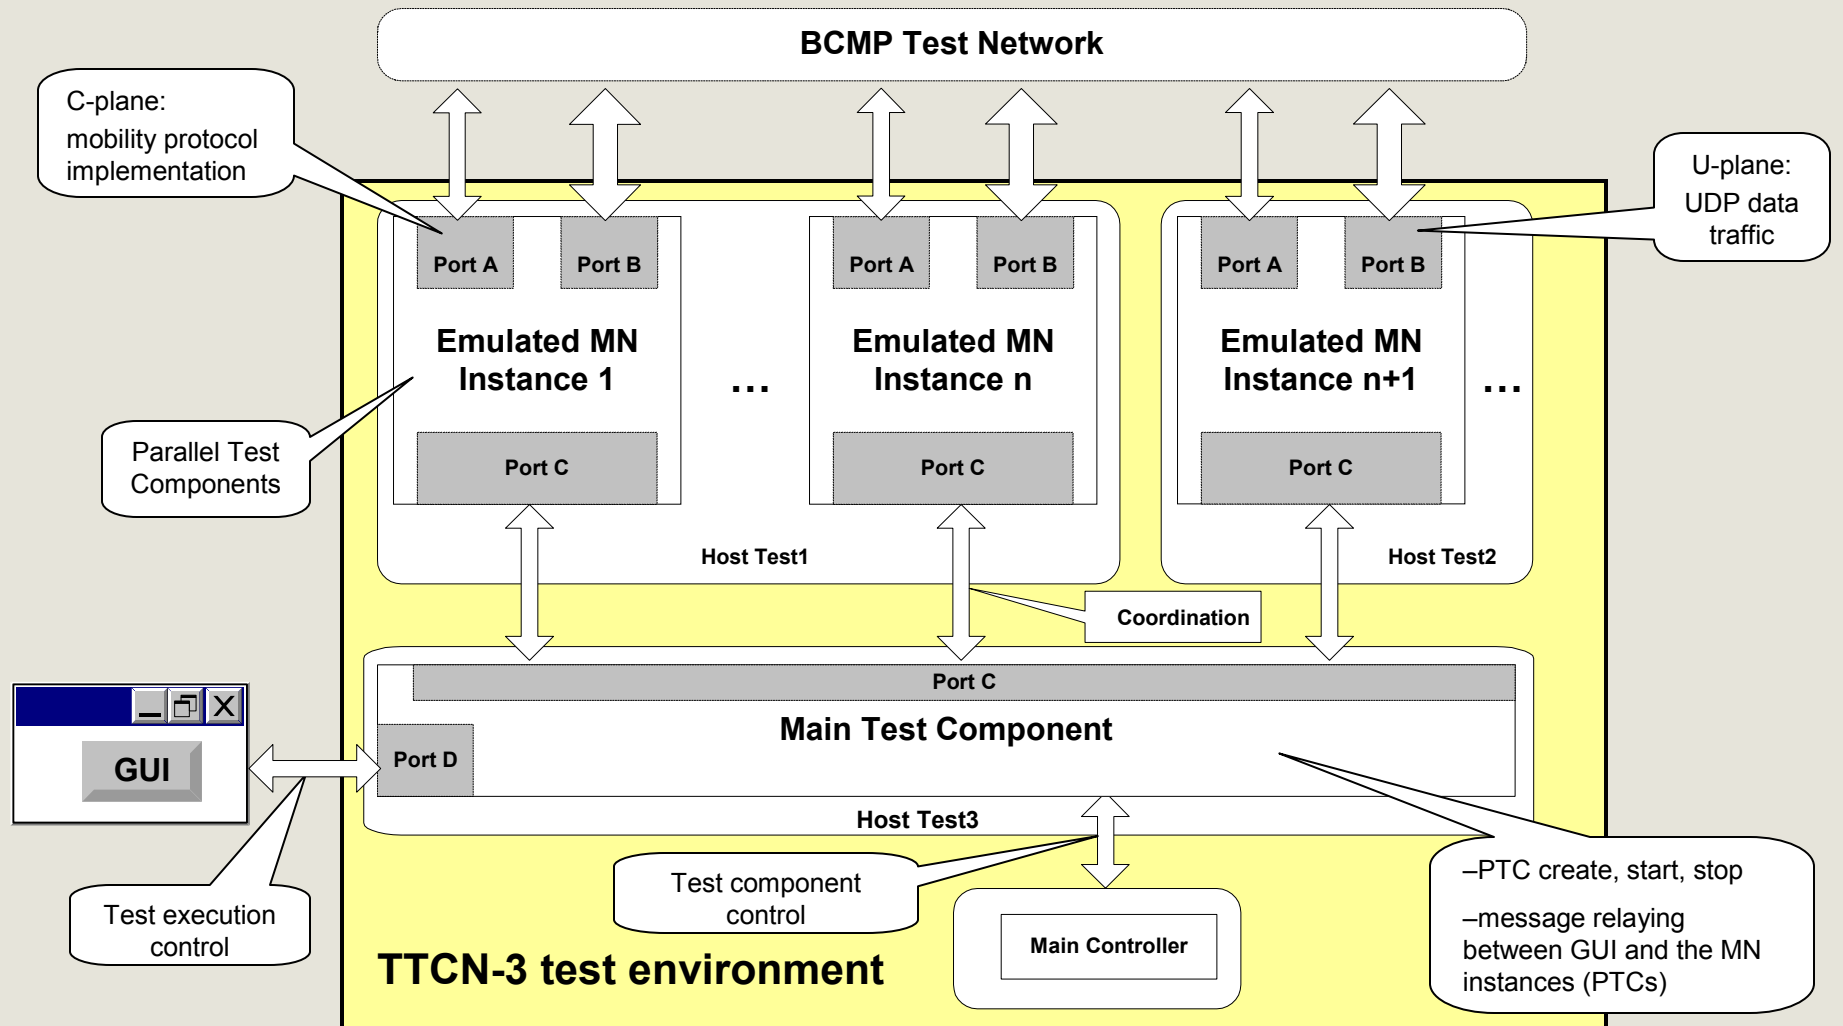 BCMP Test Network
C-plane:
mobility protocol
implementation
U-plane:
UDP data
traffic
Port A
Port B
Port A
Port B
Port A
Port B
Emulated MN
Instance 1
...
Emulated MN
Instance n
Emulated MN
Instance n+1
...
Parallel Test
Components
Port C
Port C
Port C
Host Test1
Host Test2
Coordination
Port C
Main Test Component
Port D
GUI
Host Test3
Test execution
control
Test component
control
–PTC create, start, stop
–message relaying
between GUI and the MN
instances (PTCs)
Main Controller
TTCN-3 test environment